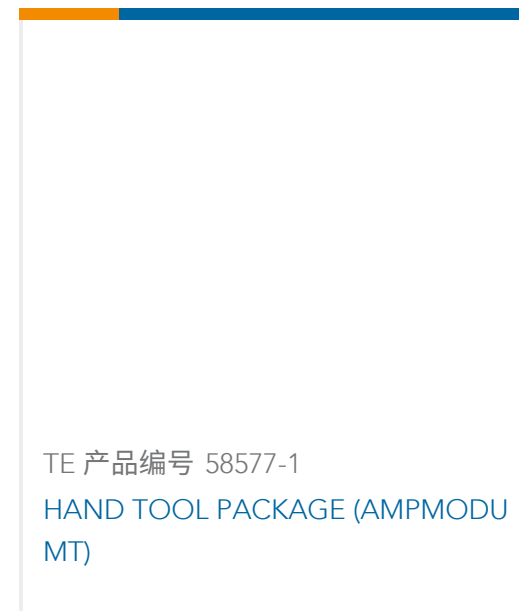 TE 产品编号 58577-1
HAND TOOL PACKAGE (AMPMODU
MT)